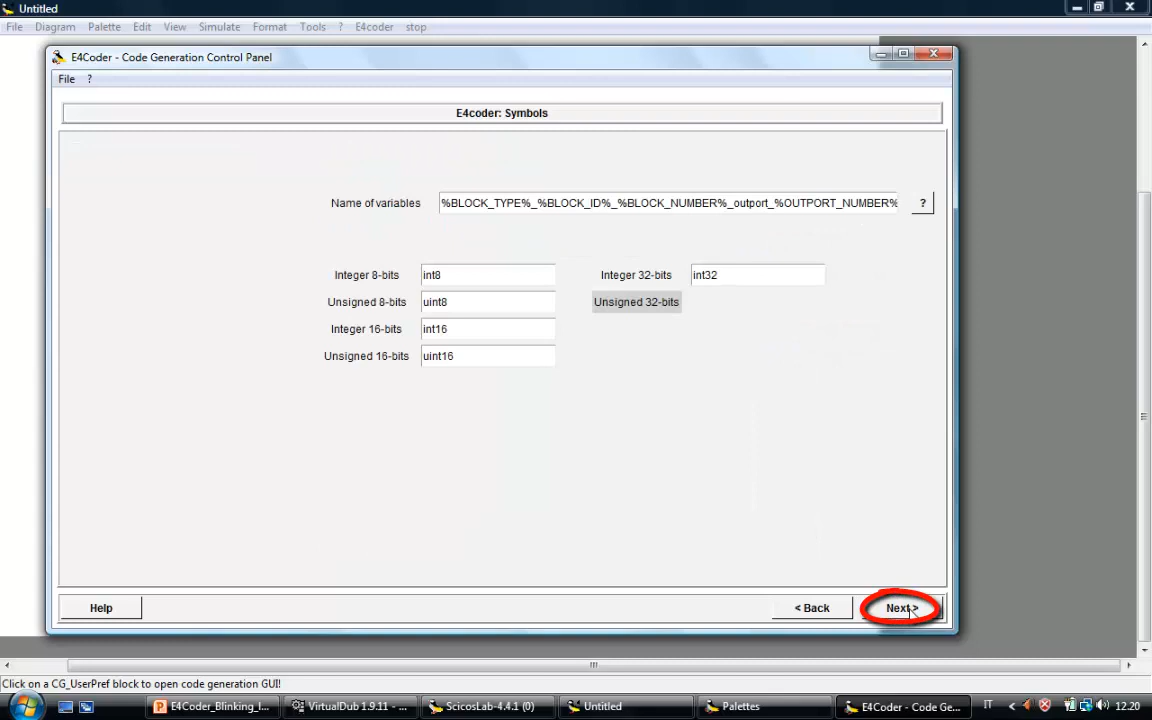 Untitled
File Diagram Palette Edit View Simulate Format Tools ? E4coder stop
E4Coder - Code Generation Control Panel
File ?
E4coder: Symbols
Name of variables %BLOCK_TYPE%_%BLOCK_ID%_%BLOCK_NUMBER%_outport_%OUTPORT_NUMBER% ?
Integer 8-bits int8 Integer 32-bits int32
Unsigned 8-bits uint8 Unsigned 32-bits
Integer 16-bits int16
Unsigned 16-bits uint16
Help < Back Next >
Click on a CG_UserPref block to open code generation GUI!
E4Coder_Blinking_l... VirtualDub 1.9.11 - ... ScicosLab-4.4.1 (0) Untitled Palettes E4Coder - Code Ge... IT < 12.20